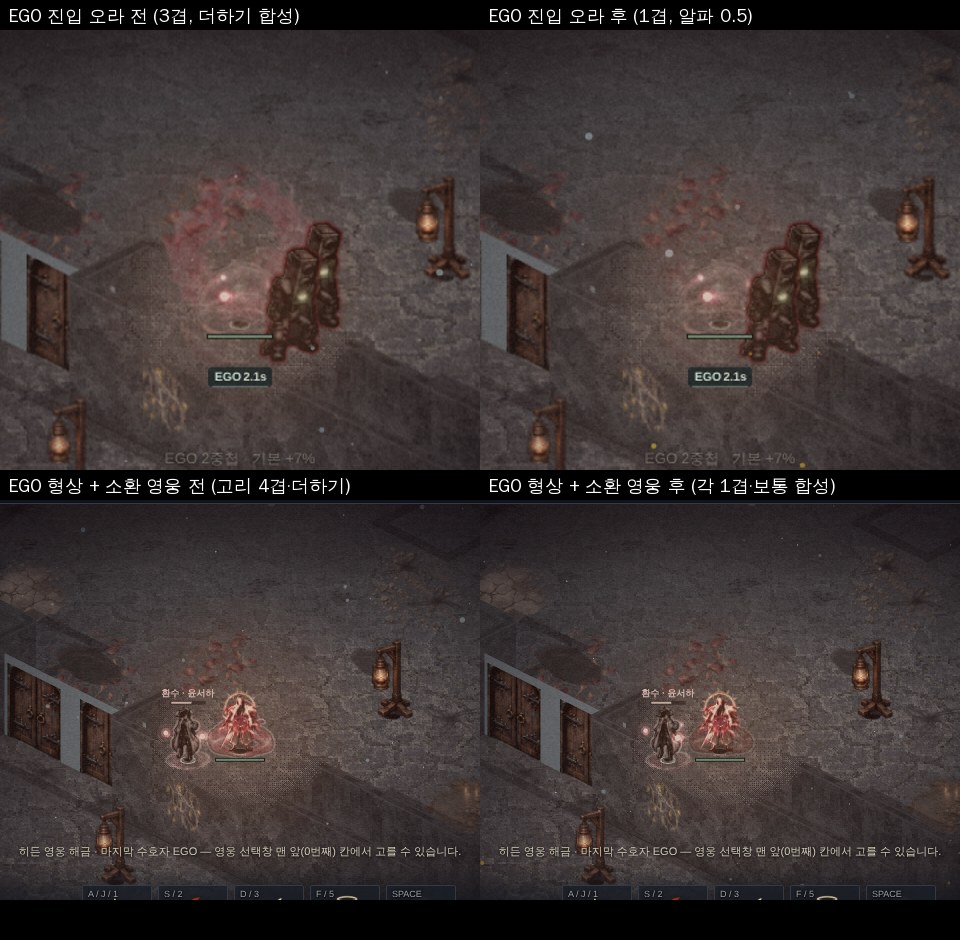 EGO 진입 오라 전 (3겹, 더하기 합성)
EGO 진입 오라 후 (1겹, 알파 0.5)
EGO 2.1s
EGO 2.1s
EGO 2중첩 · 기본 +7%
EGO 2중첩 · 기본 +7%
EGO 형상 + 소환 영웅 전 (고리 4겹·더하기)
EGO 형상 + 소환 영웅 후 (각 1겹·보통 합성)
환수 · 윤서하
환수 · 윤서하
히든 영웅 해금 · 마지막 수호자 EGO — 영웅 선택창 맨 앞(0번째) 칸에서 고를 수 있습니다.
히든 영웅 해금 · 마지막 수호자 EGO — 영웅 선택창 맨 앞(0번째) 칸에서 고를 수 있습니다.
A / J / 1 S / 2 D / 3 F / 5 SPACE
A / J / 1 S / 2 D / 3 F / 5 SPACE